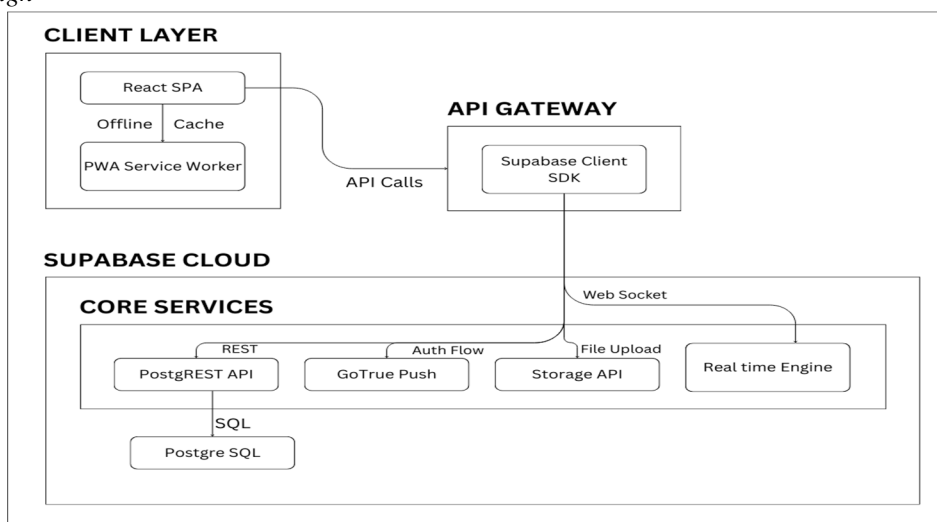 CLIENT LAYER
React SPA
Offline Cache
PWA Service Worker
API Calls
API GATEWAY
Supabase Client
SDK
SUPABASE CLOUD
CORE SERVICES
Web Socket
REST
Auth Flow
File Upload
PostgREST API
GoTrue Push
Storage API
Real time Engine
SQL
Postgre SQL